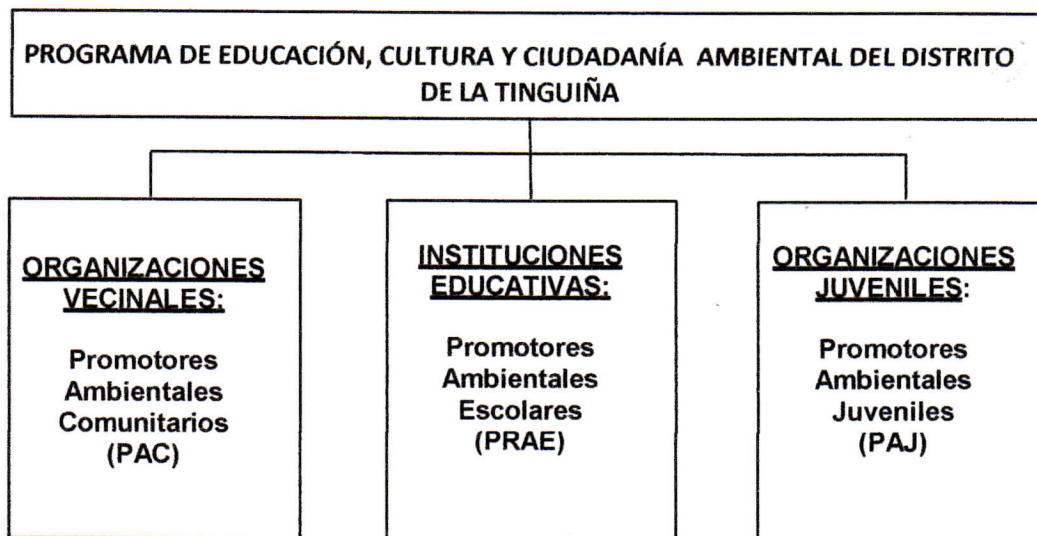 PROGRAMA DE EDUCACIÓN, CULTURA Y CIUDADANÍA AMBIENTAL DEL DISTRITO
DE LA TINGUIÑA
ORGANIZACIONES
VECINALES:
Promotores
Ambientales
Comunitarios
(PAC)
INSTITUCIONES
EDUCATIVAS:
Promotores
Ambientales
Escolares
(PRAE)
ORGANIZACIONES
JUVENILES:
Promotores
Ambientales
Juveniles
(PAJ)